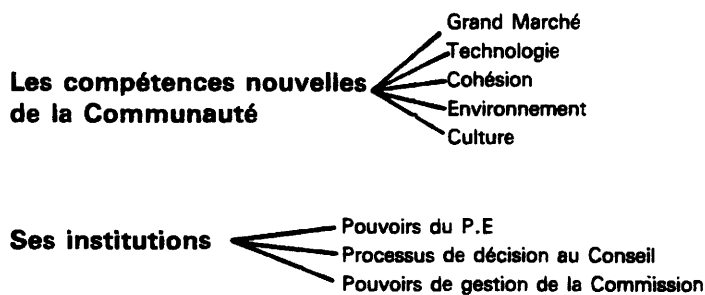 Les compétences nouvelles
de la Communauté
Grand Marché
Technologie
Cohésion
Environnement
Culture
Ses institutions
Pouvoirs du P.E
Processus de décision au Conseil
Pouvoirs de gestion de la Commission